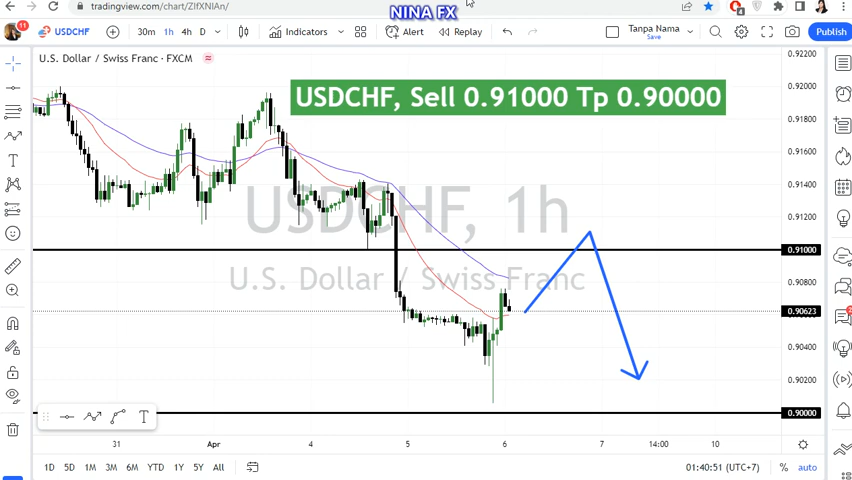 NINA FX
tradingview.com/chart/ZIfXNIAn/
11
USDCHF
30m 1h 4h D
Indicators
Alert
Replay
Tanpa Nama
Save
Publish
U.S. Dollar / Swiss Franc - FXCM
USDCHF, Sell 0.91000 Tp 0.90000
USDCHF, 1h
U.S. Dollar / Swiss Franc
0.92200
0.92000
0.91800
0.91600
0.91400
0.91200
0.91000
0.90800
0.90623
0.90400
0.90200
0.90000
31 Apr 4 5 6 7 14:00 10
1D 5D 1M 3M 6M YTD 1Y 5Y All
01:40:51 (UTC+7) % auto